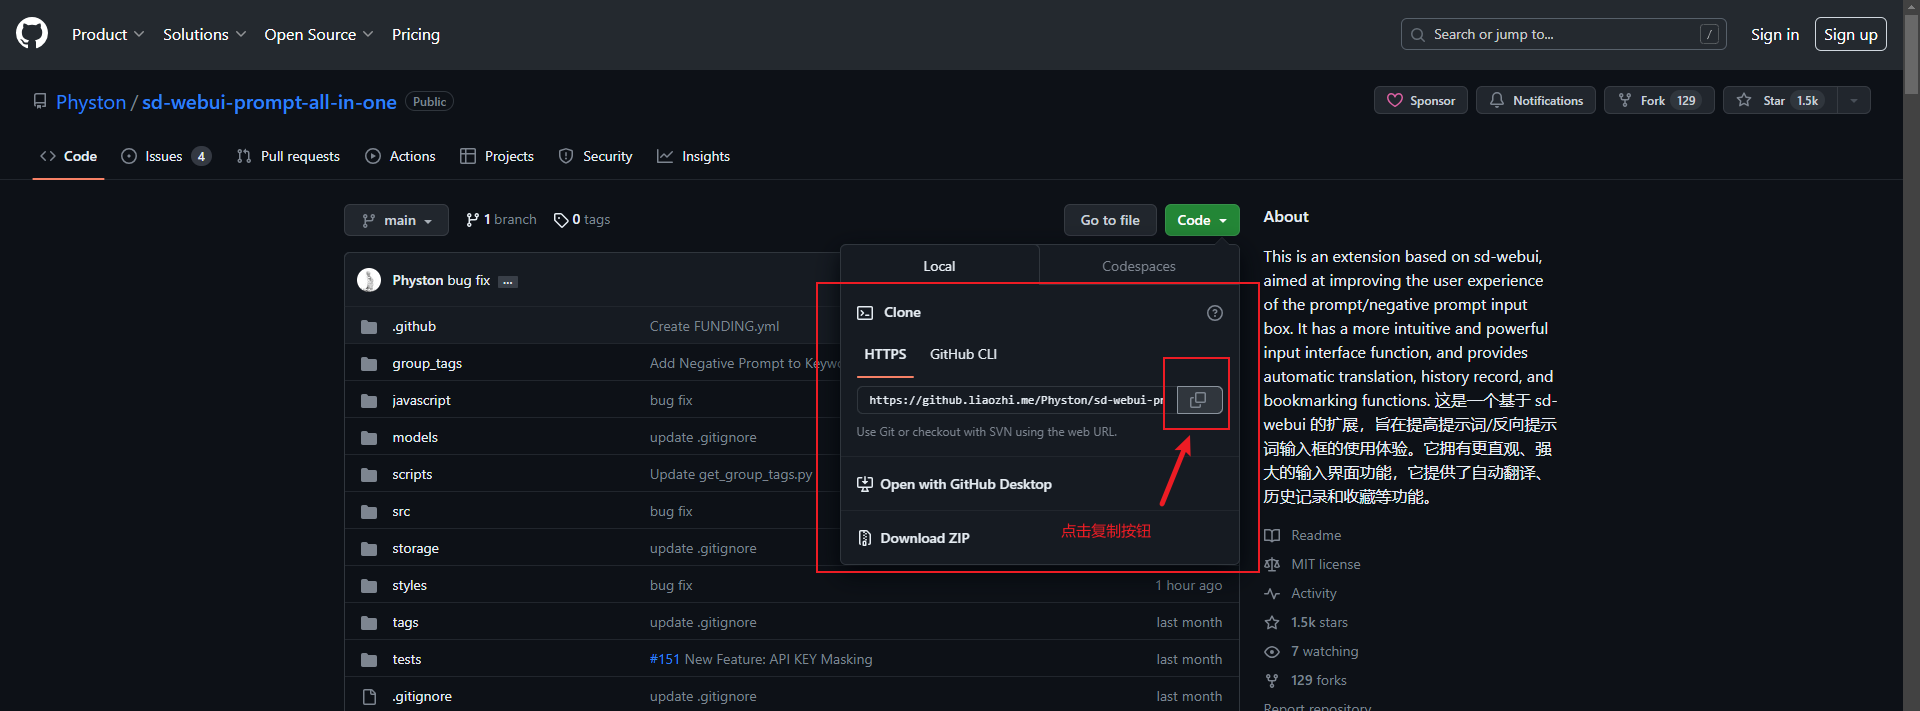 Product Solutions Open Source Pricing Search or jump to... / Sign in Sign up
Physton / sd-webui-prompt-all-in-one Public Sponsor Notifications Fork 129 Star 1.5k
Code Issues 4 Pull requests Actions Projects Security Insights
main 1 branch 0 tags Go to file Code
Physton bug fix ...
.github Create FUNDING.yml
group_tags Add Negative Prompt to Keywo
javascript bug fix
models update .gitignore
scripts Update get_group_tags.py
src bug fix
storage update .gitignore
styles bug fix 1 hour ago
tags update .gitignore last month
tests #151 New Feature: API KEY Masking last month
.gitignore update .gitignore last month
Local Codespaces
Clone
HTTPS GitHub CLI
https://github.liaozhi.me/Physton/sd-webui-pr
Use Git or checkout with SVN using the web URL.
Open with GitHub Desktop
Download ZIP
点击复制按钮
About
This is an extension based on sd-webui,
aimed at improving the user experience
of the prompt/negative prompt input
box. It has a more intuitive and powerful
input interface function, and provides
automatic translation, history record, and
bookmarking functions. 这是一个基于 sd-
webui 的扩展，旨在提高提示词/反向提示
词输入框的使用体验。它拥有更直观、强
大的输入界面功能，它提供了自动翻译、
历史记录和收藏等功能。
Readme
MIT license
Activity
1.5k stars
7 watching
129 forks
Report repository